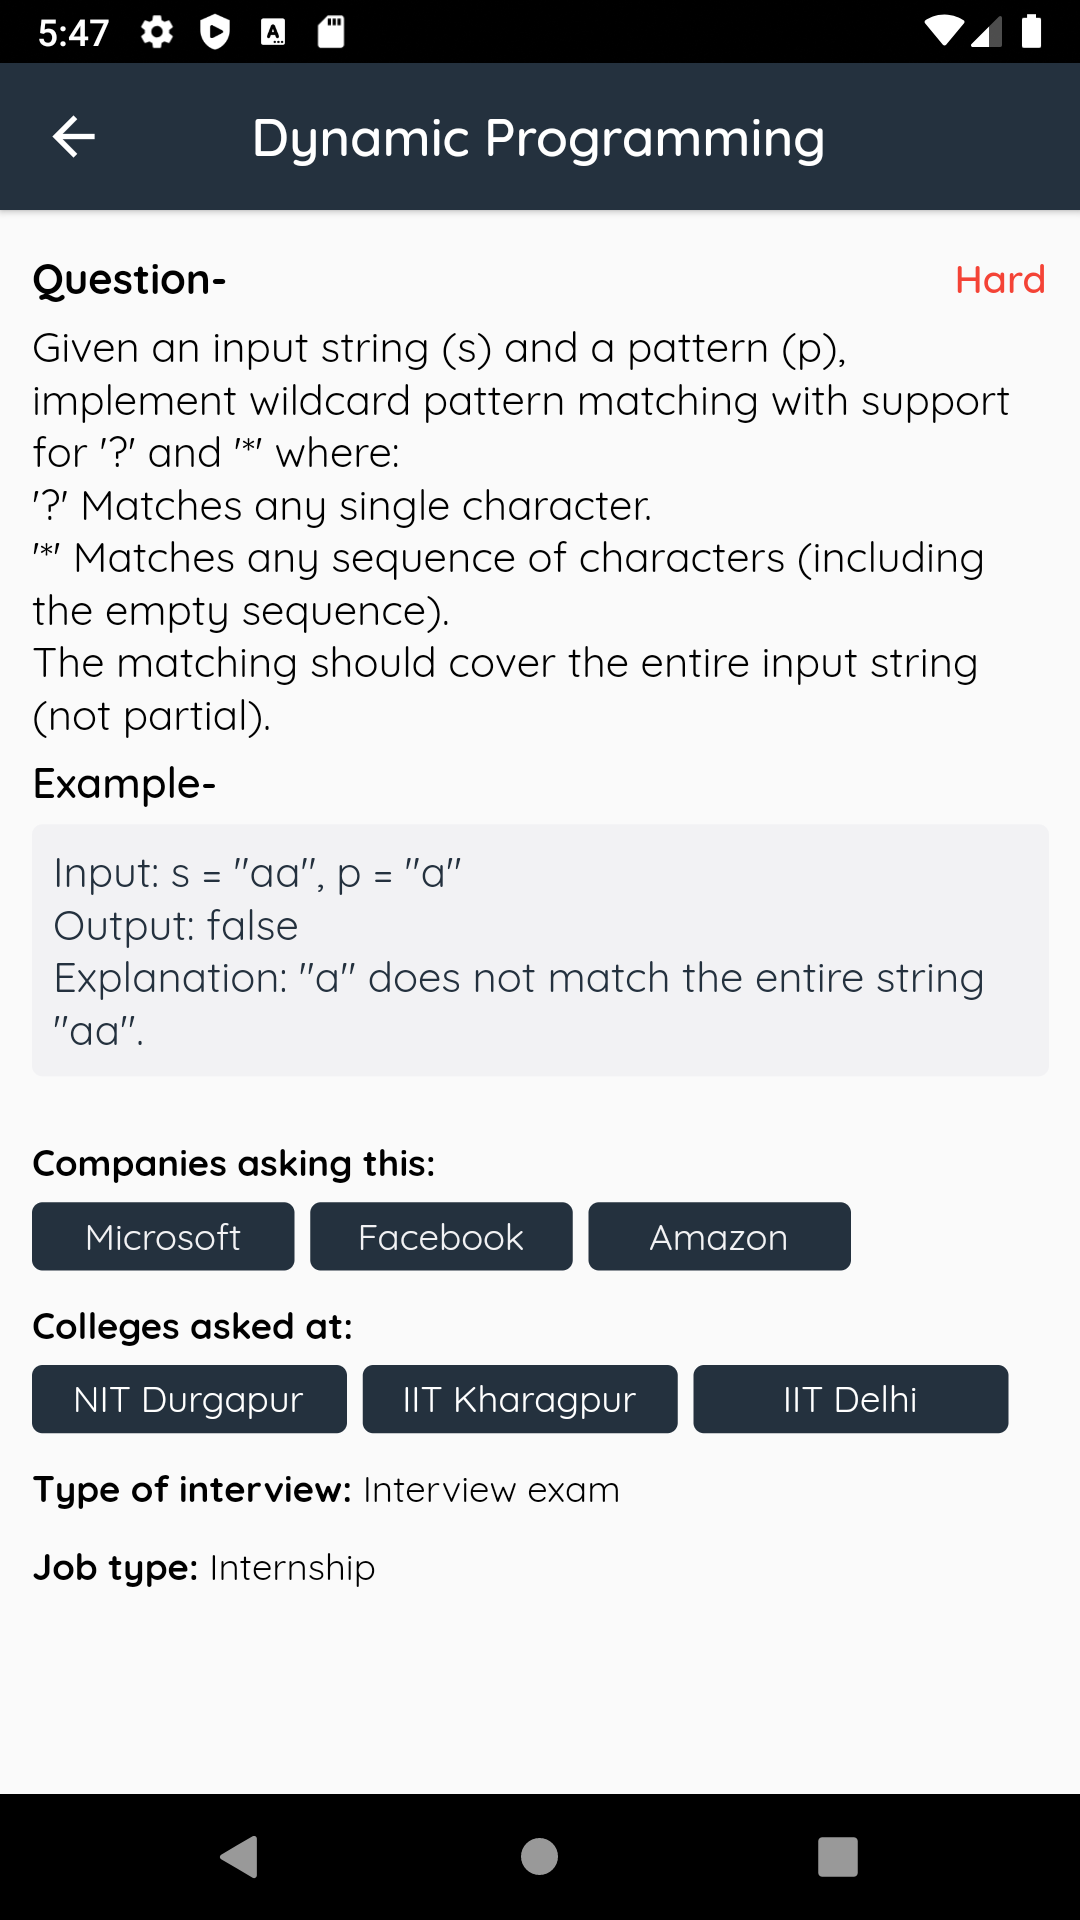 5:47
Dynamic Programming
Question-
Hard
Given an input string (s) and a pattern (p),
implement wildcard pattern matching with support
for '?' and '*' where:
'?' Matches any single character.
'*' Matches any sequence of characters (including
the empty sequence).
The matching should cover the entire input string
(not partial).
Example-
Input: s = "aa", p = "a"
Output: false
Explanation: "a" does not match the entire string
"aa".
Companies asking this:
Microsoft Facebook Amazon
Colleges asked at:
NIT Durgapur IIT Kharagpur IIT Delhi
Type of interview: Interview exam
Job type: Internship